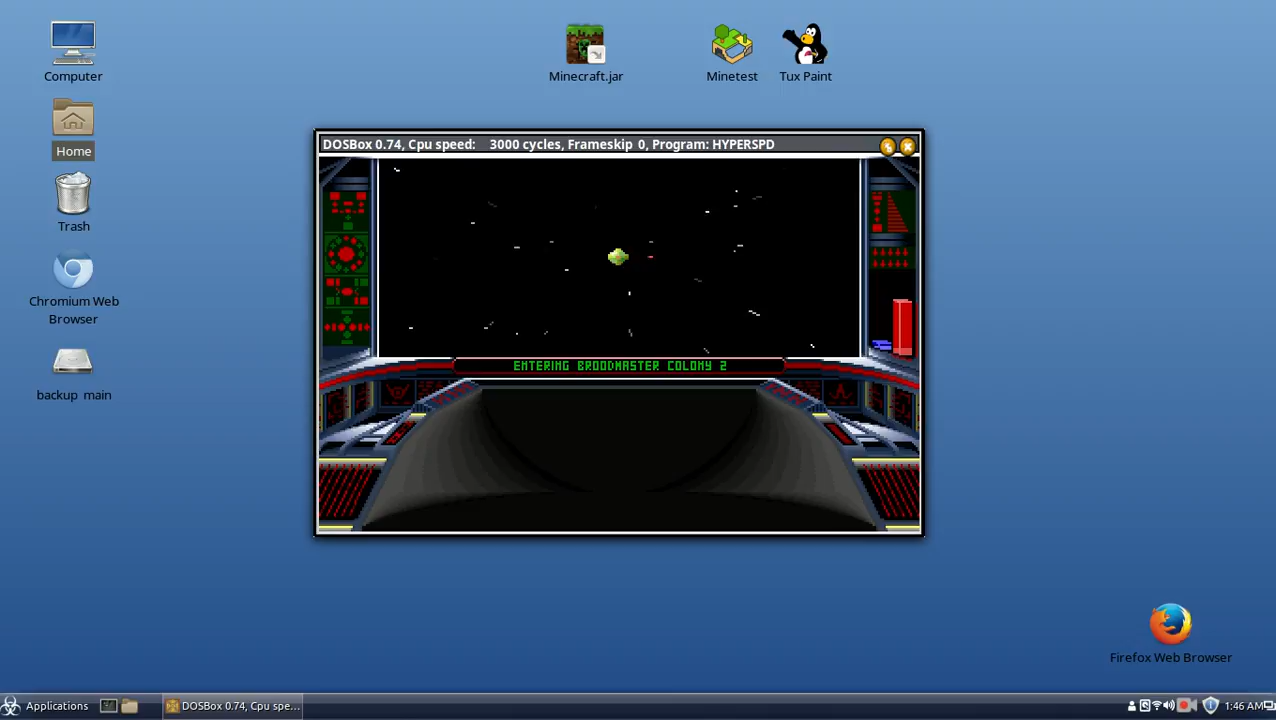 Computer
Minecraft.jar
Minetest
Tux Paint
Home
DOSBox 0.74, Cpu speed: 3000 cycles, Frameskip 0, Program: HYPERSPD
Trash
Chromium Web
Browser
ENTERING BROODMASTER COLONY 2
backup main
Firefox Web Browser
Applications
DOSBox 0.74, Cpu spe...
1:46 AM